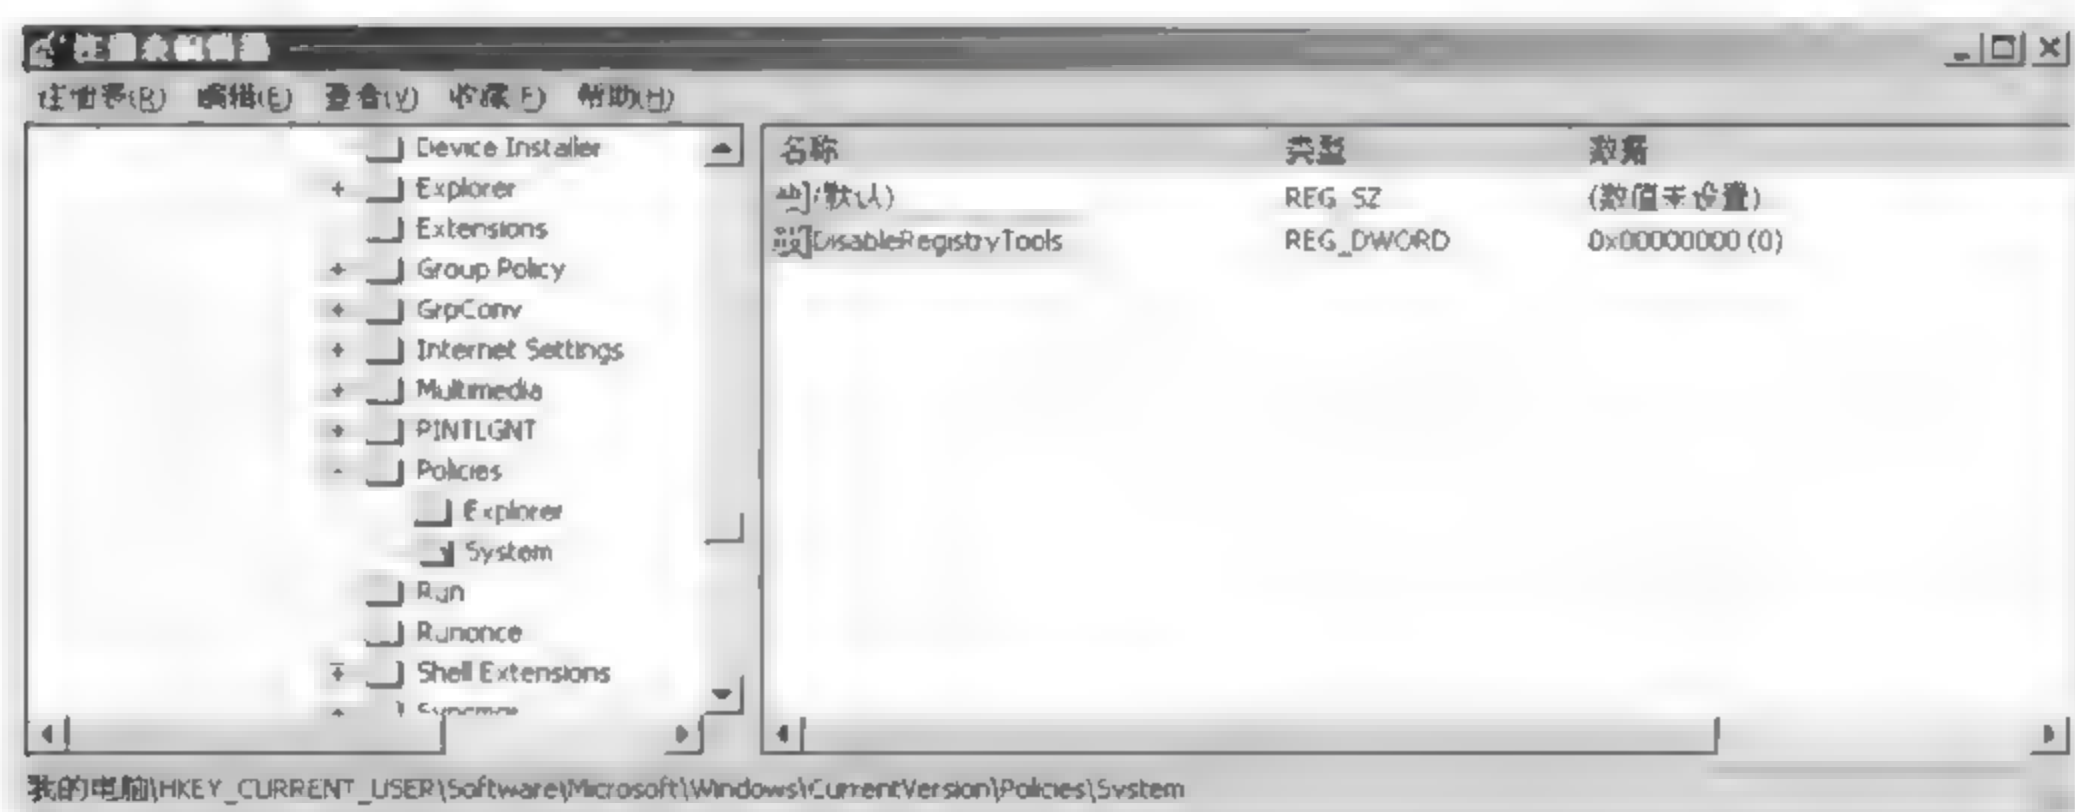 注册表编辑器
注册表(R) 编辑(E) 查看(V) 收藏(F) 帮助(H)
Device Installer
Explorer
Extensions
Group Policy
GrpConv
Internet Settings
Multimedia
PINTLGNT
Policies
Explorer
System
Run
Runonce
Shell Extensions
名称 类型 数据
(默认) REG_SZ (数值未设置)
DisableRegistryTools REG_DWORD 0x00000000 (0)
我的电脑\HKEY_CURRENT_USER\Software\Microsoft\Windows\CurrentVersion\Policies\System